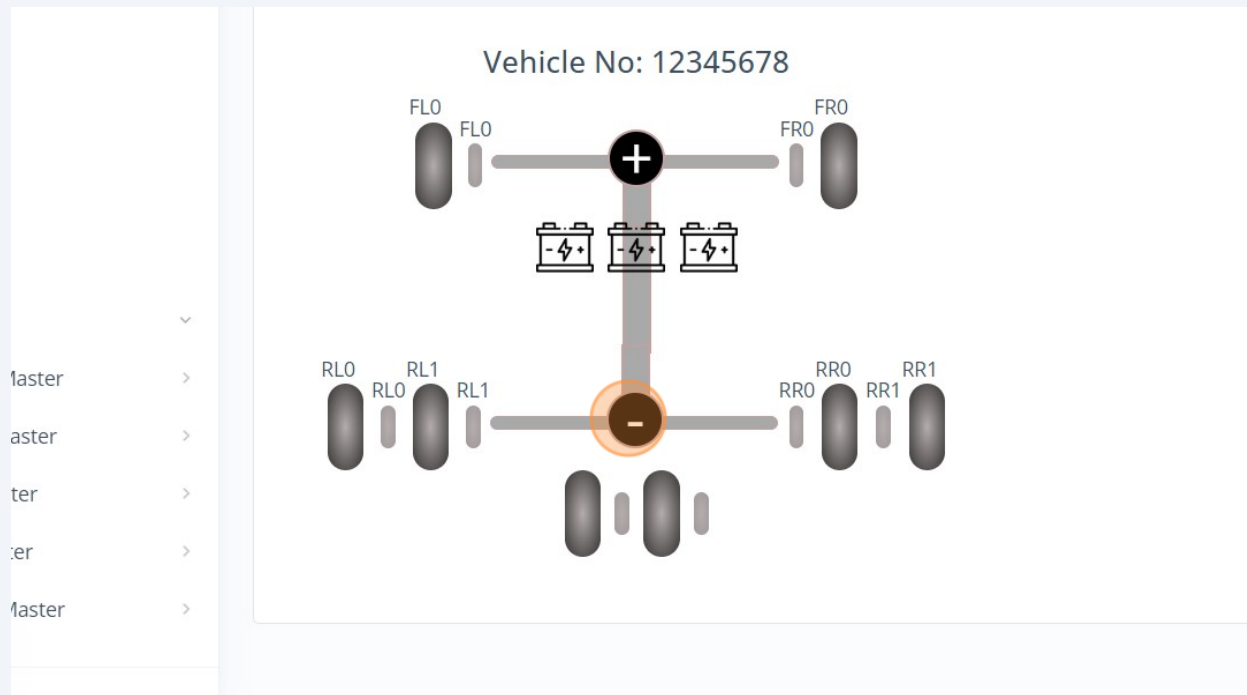 Vehicle No: 12345678
FL0 FR0
FL0 FR0
+
- + - + - +
RL0 RL1 RR0 RR1
RL0 RL1 RR0 RR1
-
Master
aster
ter
ter
Master